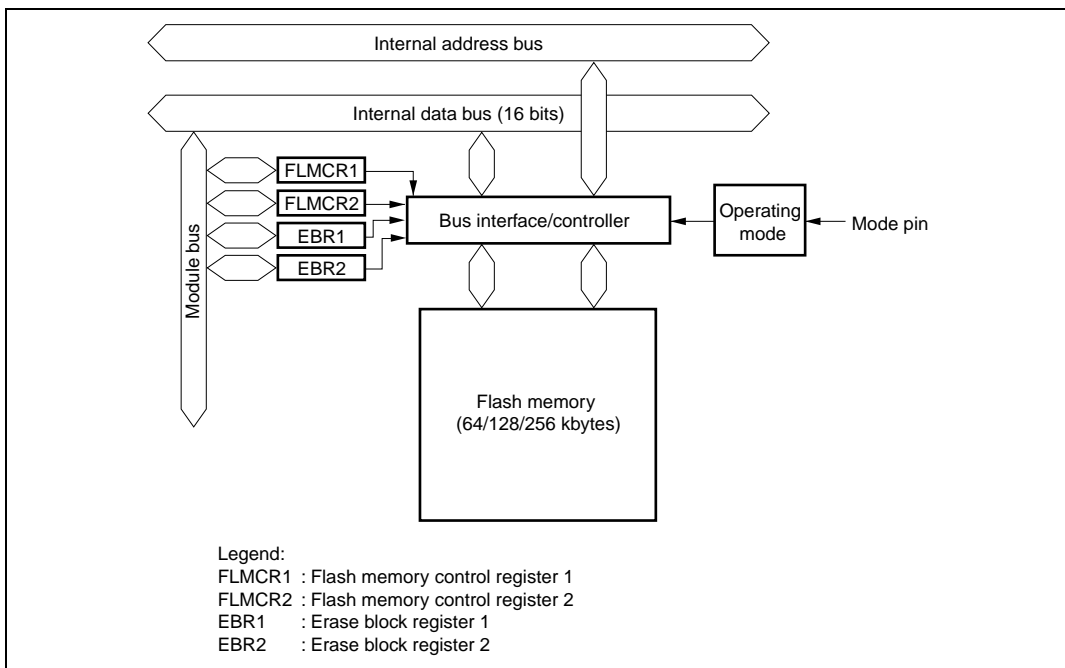 Internal address bus
Internal data bus (16 bits)
Module bus
FLMCR1
FLMCR2
EBR1
EBR2
Bus interface/controller
Operating
mode
Mode pin
Flash memory
(64/128/256 kbytes)
Legend:
FLMCR1 : Flash memory control register 1
FLMCR2 : Flash memory control register 2
EBR1 : Erase block register 1
EBR2 : Erase block register 2